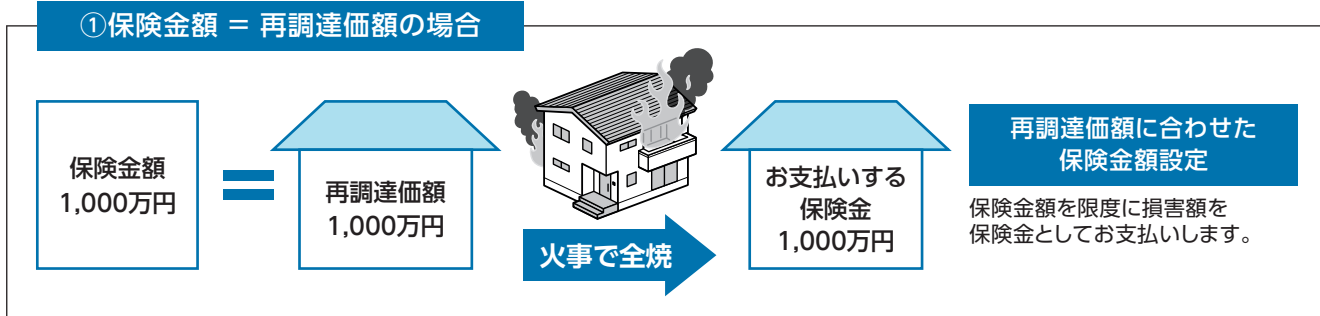 ①保険金額 = 再調達価額の場合
保険金額
1,000万円
再調達価額
1,000万円
火事で全焼
お支払いする
保険金
1,000万円
再調達価額に合わせた
保険金額設定
保険金額を限度に損害額を
保険金としてお支払いします。